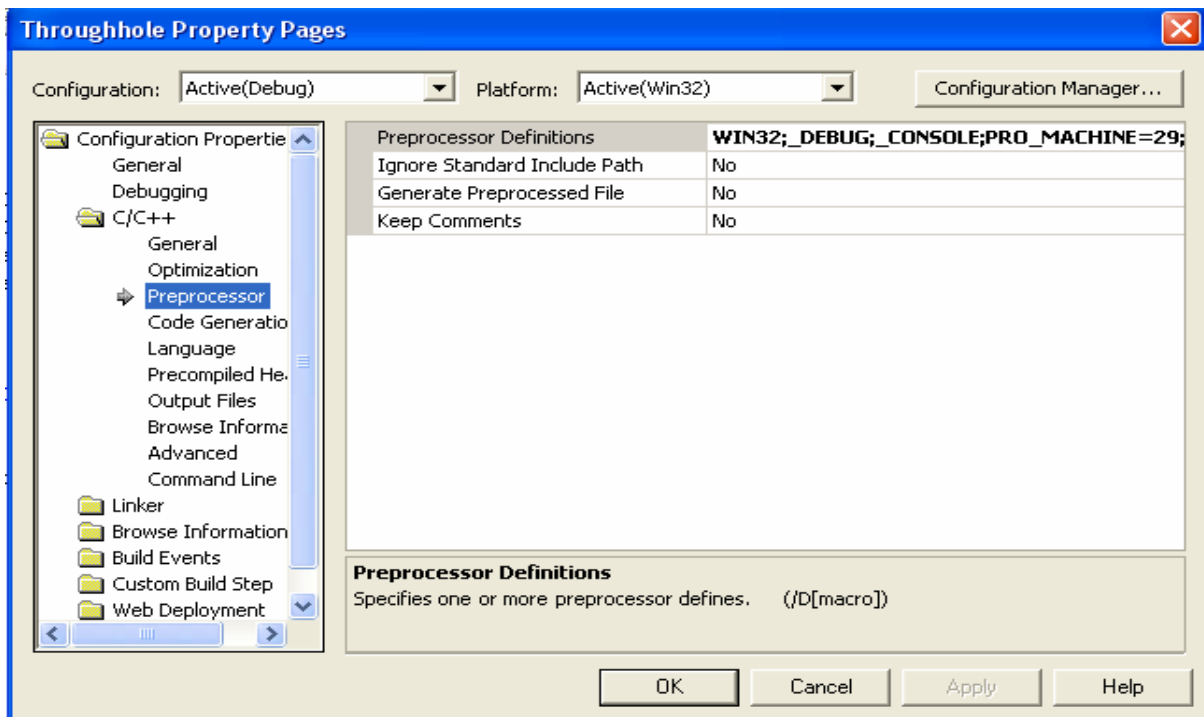 Throughhole Property Pages
Configuration: Active(Debug) Platform: Active(Win32) Configuration Manager...
Configuration Propertie
General
Debugging
C/C++
General
Optimization
Preprocessor
Code Generatio
Language
Precompiled He
Output Files
Browse Informa
Advanced
Command Line
Linker
Browse Information
Build Events
Custom Build Step
Web Deployment
Preprocessor Definitions WIN32;_DEBUG;_CONSOLE;PRO_MACHINE=29;
Ignore Standard Include Path No
Generate Preprocessed File No
Keep Comments No
Preprocessor Definitions
Specifies one or more preprocessor defines. (/D[macro])
OK Cancel Apply Help